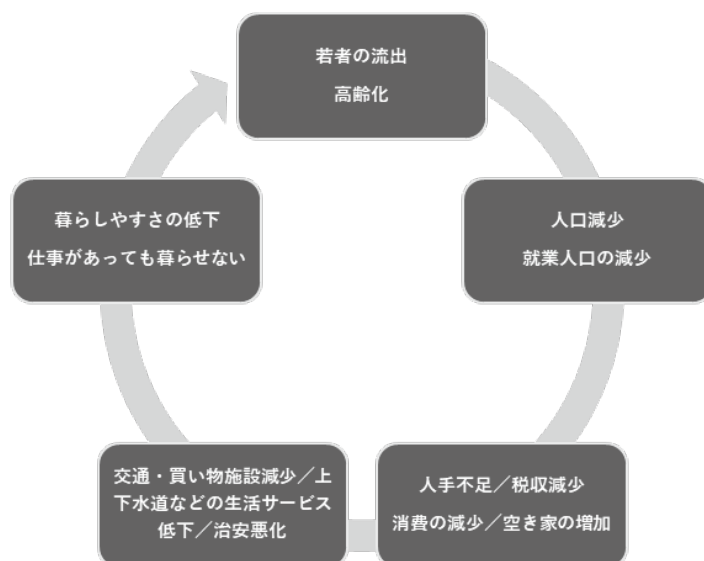 若者の流出
高齢化
人口減少
就業人口の減少
人手不足／税収減少
消費の減少／空き家の増加
交通・買い物施設減少／上
下水道などの生活サービス
低下／治安悪化
暮らしやすさの低下
仕事があっても暮らせない